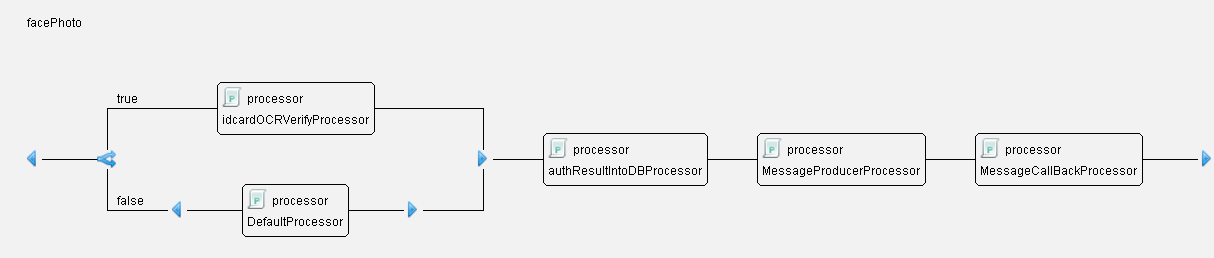 facePhoto
true
processor
idcardOCRVerifyProcessor
processor
authResultIntoDBProcessor
processor
MessageProducerProcessor
processor
MessageCallBackProcessor
false
processor
DefaultProcessor